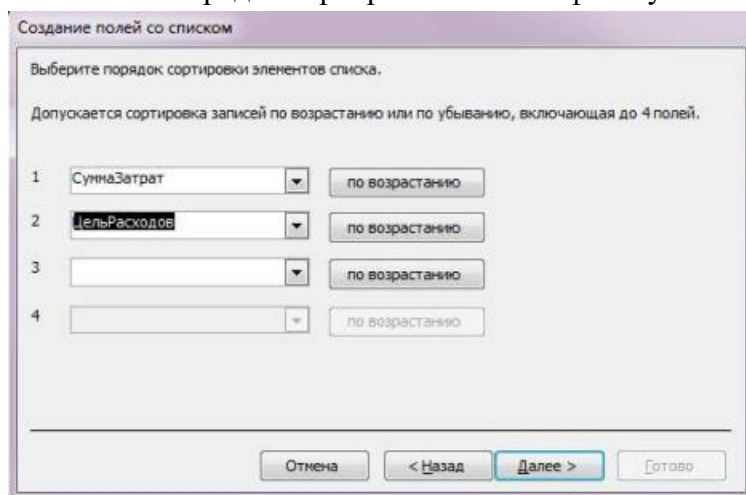 Создание полей со списком
Выберите порядок сортировки элементов списка.
Допускается сортировка записей по возрастанию или по убыванию, включающая до 4 полей.
1 СуммаЗатрат по возрастанию
2 ЦельРасходов по возрастанию
3 по возрастанию
4 по возрастанию
Отмена < Назад Далее > Готово